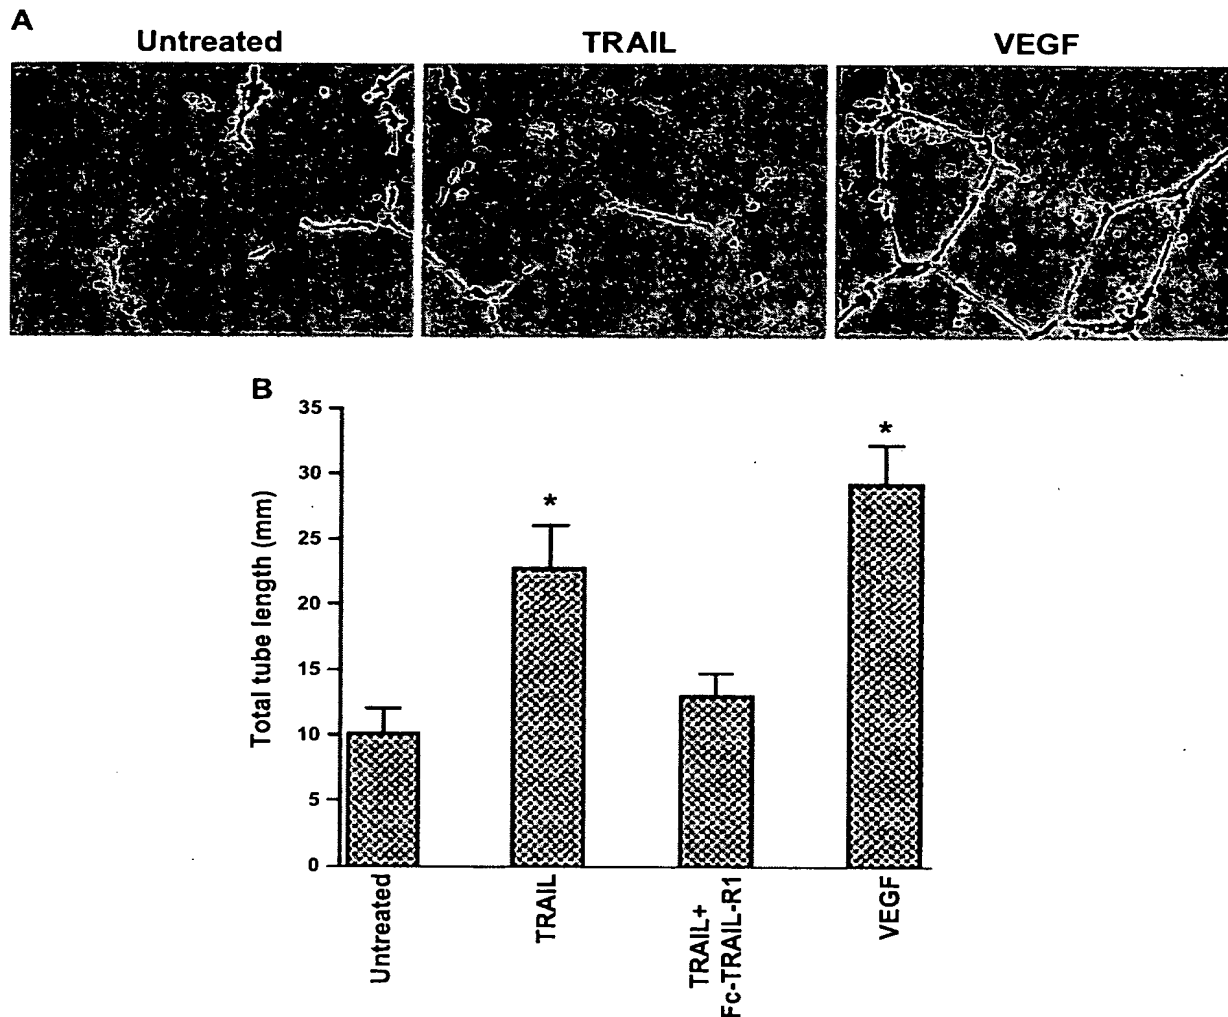 A
Untreated
TRAIL
VEGF
B
Total tube length (mm)
35
30
25
20
15
10
5
0
*
*
Untreated
TRAIL
TRAIL+
Fc-TRAIL-R1
VEGF